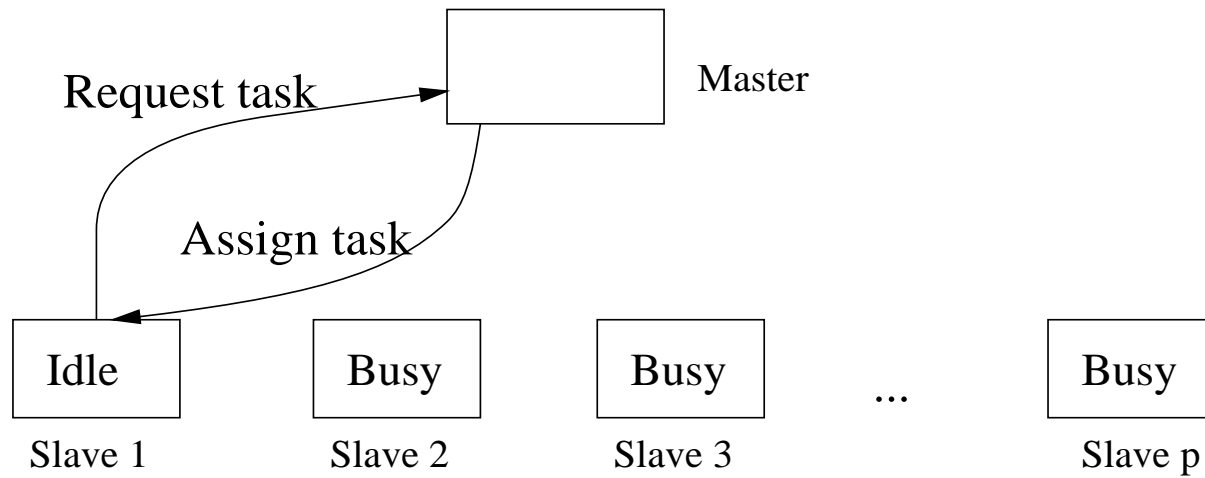 Master
Request task
Assign task
Idle
Busy
Busy
...
Busy
Slave 1
Slave 2
Slave 3
Slave p